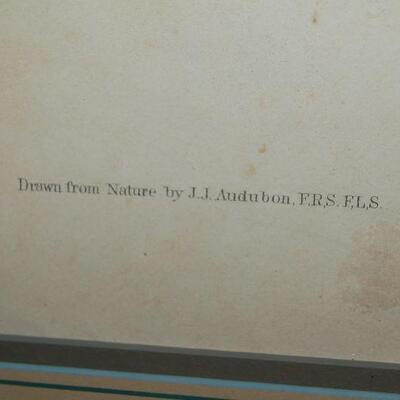 Drawn from Nature by J.J. Audubon, F.R,S. F,L,S.